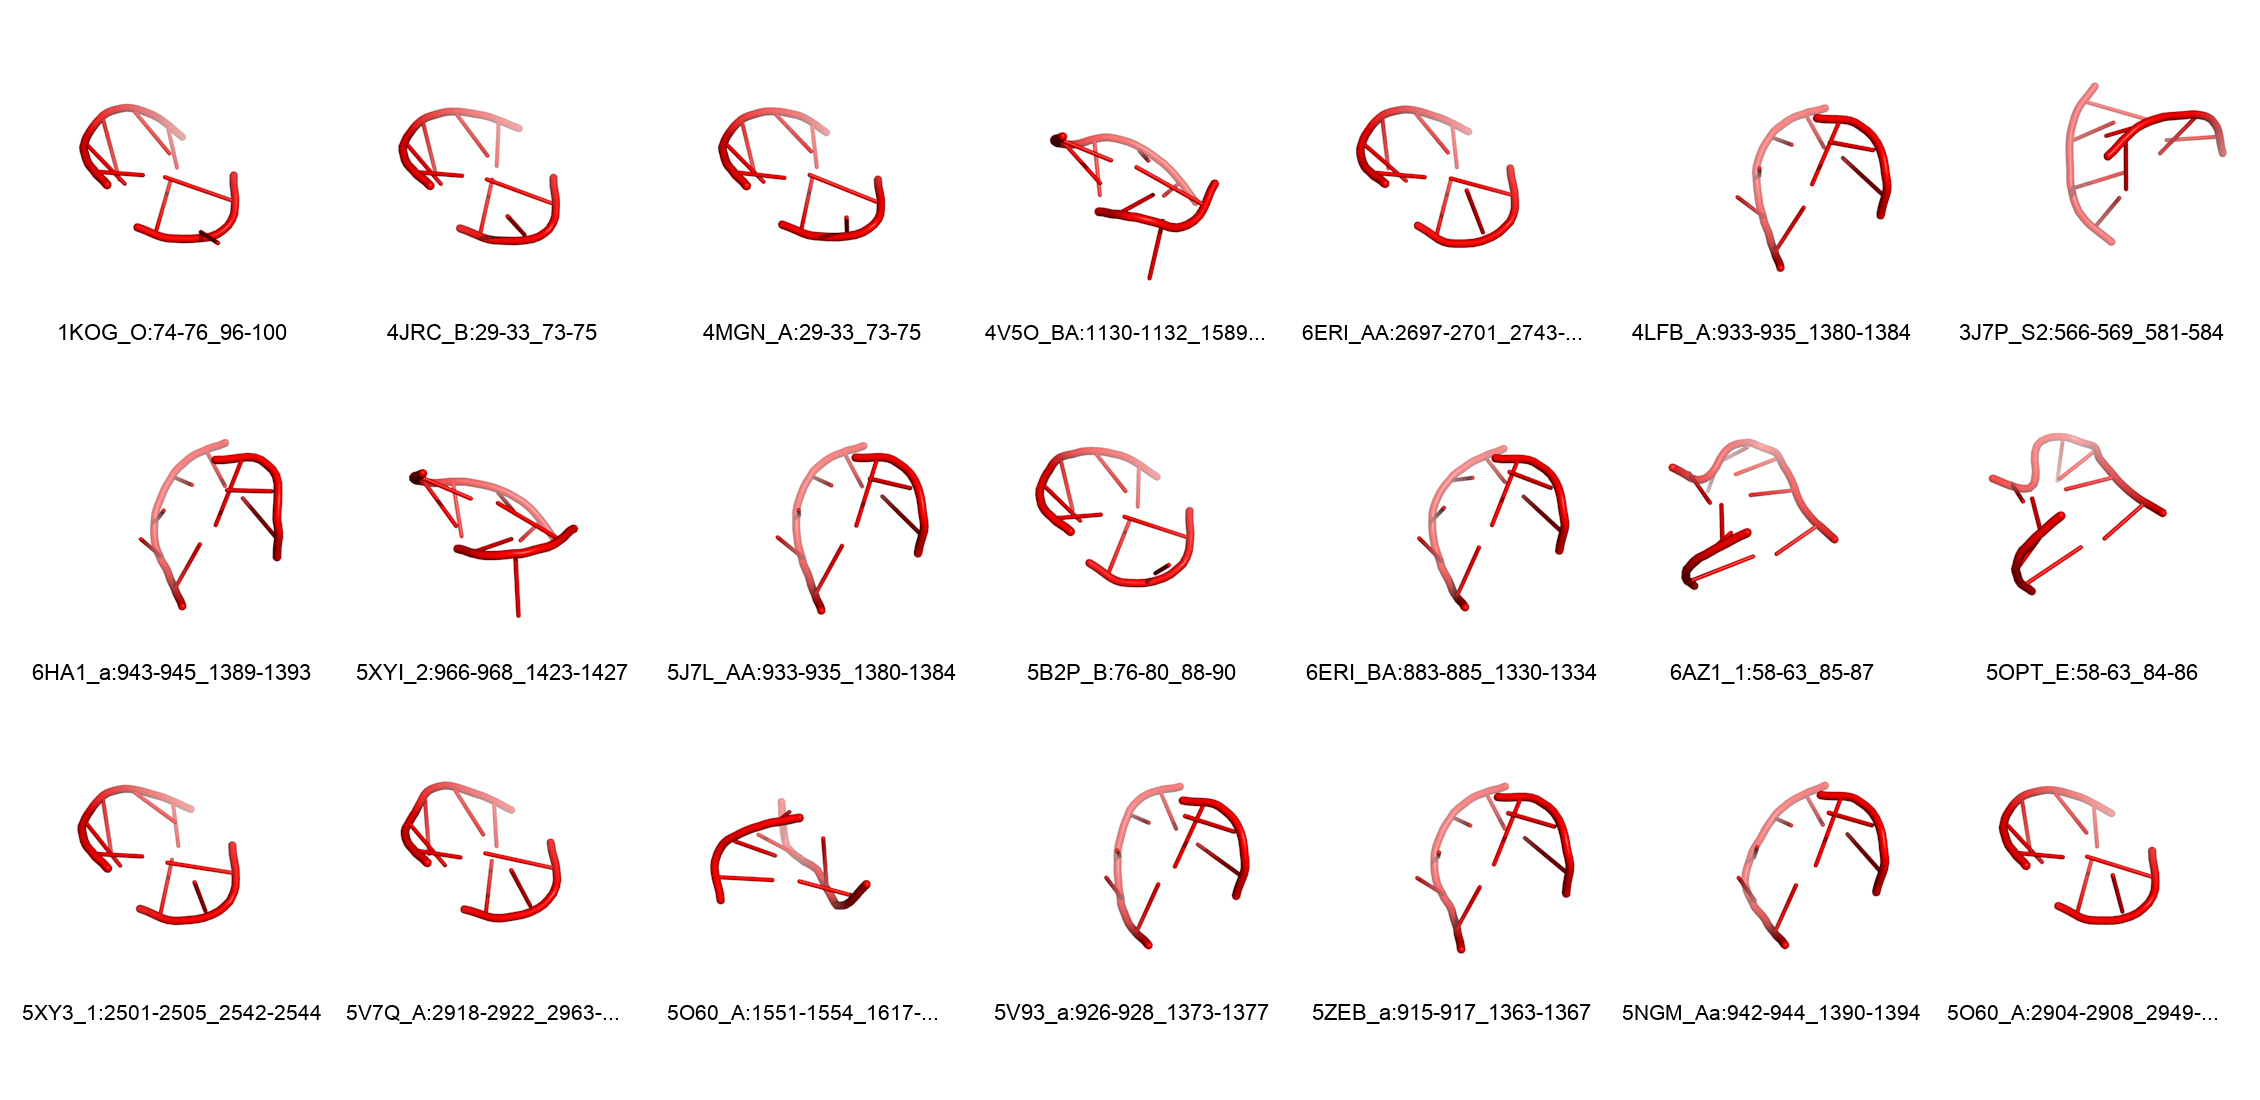 1KOG_O:74-76_96-100
4JRC_B:29-33_73-75
4MGN_A:29-33_73-75
4V5O_BA:1130-1132_1589...
6ERI_AA:2697-2701_2743-...
4LFB_A:933-935_1380-1384
3J7P_S2:566-569_581-584
6HA1_a:943-945_1389-1393
5XYI_2:966-968_1423-1427
5J7L_AA:933-935_1380-1384
5B2P_B:76-80_88-90
6ERI_BA:883-885_1330-1334
6AZ1_1:58-63_85-87
5OPT_E:58-63_84-86
5XY3_1:2501-2505_2542-2544
5V7Q_A:2918-2922_2963-...
5O60_A:1551-1554_1617-...
5V93_a:926-928_1373-1377
5ZEB_a:915-917_1363-1367
5NGM_Aa:942-944_1390-1394
5O60_A:2904-2908_2949-...